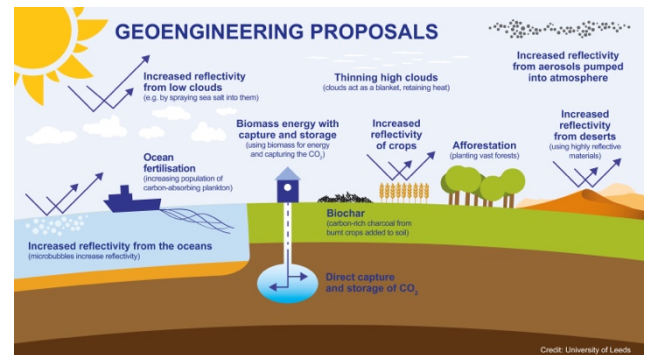 GEOENGINEERING PROPOSALS
Increased reflectivity
from low clouds
(e.g. by spraying sea salt into them)
Thinning high clouds
(clouds act as a blanket, retaining heat)
Increased reflectivity
from aerosols pumped
into atmosphere
Ocean
fertilisation
(increasing population of
carbon-absorbing plankton)
Biomass energy with
capture and storage
(using biomass for energy
and capturing the CO₂)
Increased
reflectivity
of crops
Afforestation
(planting vast forests)
Increased
reflectivity
from deserts
(using highly reflective
materials)
Increased reflectivity from the oceans
(microbubbles increase reflectivity)
Biochar
(carbon-rich charcoal from
burnt crops added to soil)
Direct capture
and storage of CO₂
Credit: University of Leeds